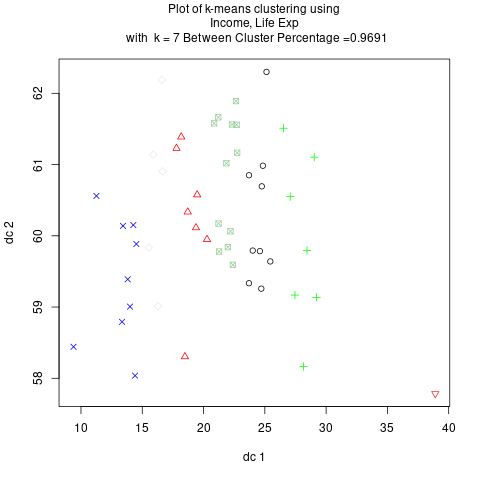 Plot of k-means clustering using
Income, Life Exp
with k = 7 Between Cluster Percentage =0.9691
dc 2
62
61
60
59
58
10 15 20 25 30 35 40
dc 1